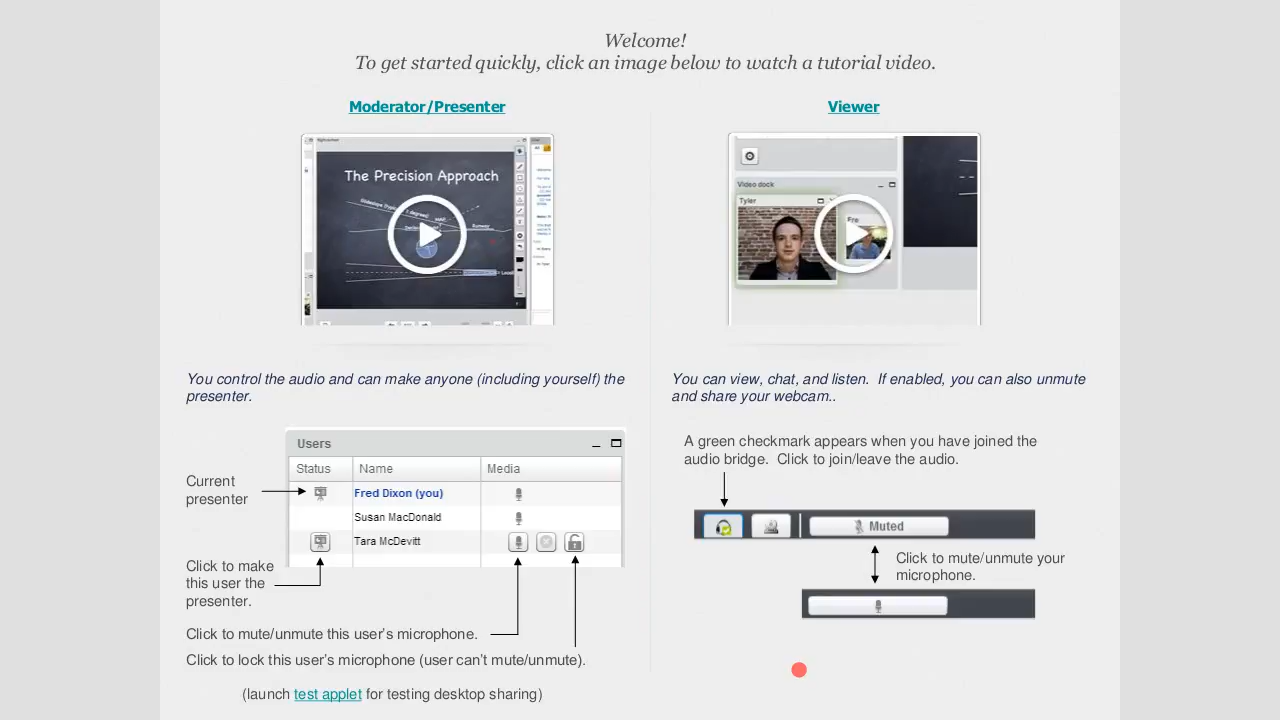 Welcome!
To get started quickly, click an image below to watch a tutorial video.
Moderator/Presenter
The Precision Approach
You control the audio and can make anyone (including yourself) the
presenter.
Users
Status Name Media
Current
presenter
Fred Dixon (you)
Susan MacDonald
Tara McDevitt
Click to make
this user the
presenter.
Click to mute/unmute this user's microphone.
Click to lock this user's microphone (user can't mute/unmute).
(launch test applet for testing desktop sharing)
Viewer
Video dock
Tyler
Fre
You can view, chat, and listen.  If enabled, you can also unmute
and share your webcam..
A green checkmark appears when you have joined the
audio bridge.  Click to join/leave the audio.
Muted
Click to mute/unmute your
microphone.